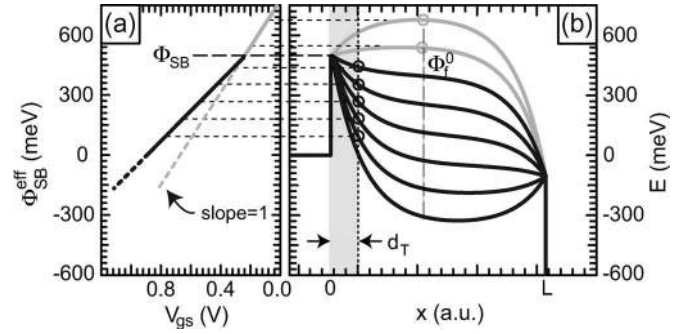 (a)
(b)
600
300
0
-300
-600
Φ_SB^eff (meV)
0.8
0.4
0.0
V_gs (V)
Φ_SB
slope=1
Φ_f^0
d_T
0
L
x (a.u.)
600
300
0
-300
-600
E (meV)